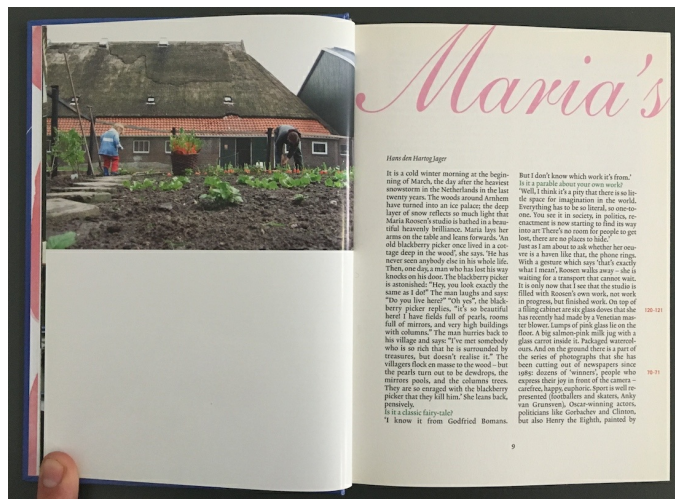 Maria's
Hans den Hartog Jager
It is a cold winter morning at the begin-
ning of March, the day after the heaviest
snowstorm in the Netherlands in the last
twenty years. The woods around Arnhem
have turned into an ice palace; the deep
layer of snow reflects so much light that
Maria Roosen's studio is bathed in a beau-
tiful heavenly brilliance. Maria lays her
arms on the table and leans forwards. 'An
old blackberry picker once lived in a cot-
tage deep in the wood', she says. 'He has
never seen anybody else in his whole life.
Then, one day, a man who has lost his way
knocks on his door. The blackberry picker
is astonished: "Hey, you look exactly the
same as I do!" The man laughs and says:
"Do you live here?" "Oh yes", the black-
berry picker replies, "it's so beautiful
here! I have fields full of pearls, rooms
full of mirrors, and very high buildings
with columns." The man hurries back to
his village and says: "I've met somebody
who is so rich that he is surrounded by
treasures, but doesn't realise it." The
villagers flock en masse to the wood – but
the pearls turn out to be dewdrops, the
mirrors pools, and the columns trees.
They are so enraged with the blackberry
picker that they kill him.' She leans back,
pensively.
Is it a classic fairy-tale?
'I know it from Godfried Bomans.
But I don't know which work it's from.'
Is it a parable about your own work?
'Well, I think it's a pity that there is so lit-
tle space for imagination in the world.
Everything has to be so literal, so one-to-
one. You see it in society, in politics, re-
enactment is now starting to find its way
into art There's no room for people to get
lost, there are no places to hide.'
Just as I am about to ask whether her oeu-
vre is a haven like that, the phone rings.
With a gesture which says 'that's exactly
what I mean', Roosen walks away – she is
waiting for a transport that cannot wait.
It is only now that I see that the studio is
filled with Roosen's own work, not work
in progress, but finished work. On top of
a filing cabinet are six glass doves that she
has recently had made by a Venetian mas-
ter blower. Lumps of pink glass lie on the
floor. A big salmon-pink milk jug with a
glass carrot inside it. Packaged watercol-
ours. And on the ground there is a part of
the series of photographs that she has
been cutting out of newspapers since
1985: dozens of 'winners', people who
express their joy in front of the camera –
carefree, happy, euphoric. Sport is well re-
presented (footballers and skaters, Anky
van Grunsven), Oscar-winning actors,
politicians like Gorbachev and Clinton,
but also Henry the Eighth, painted by
120-121
70-71
9